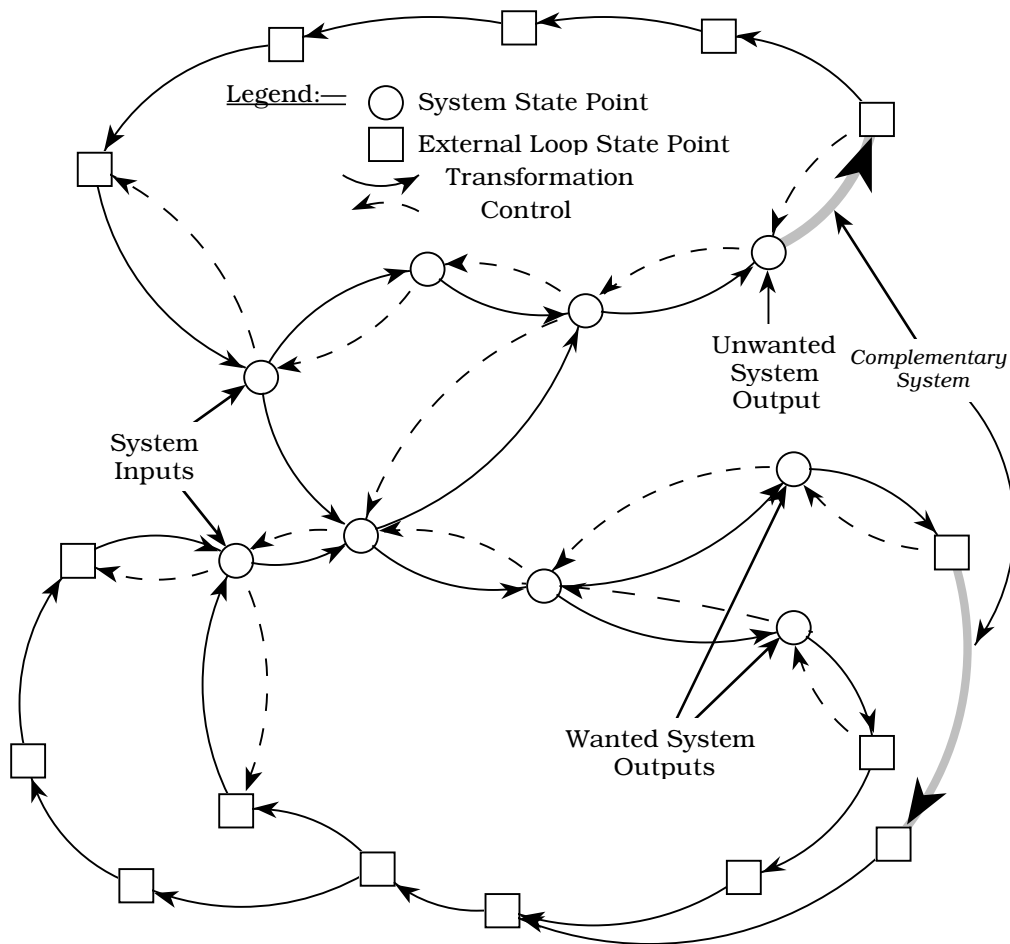 Legend:—
System State Point
External Loop State Point
Transformation
Control
Unwanted
System
Output
Complementary
System
System
Inputs
Wanted System
Outputs